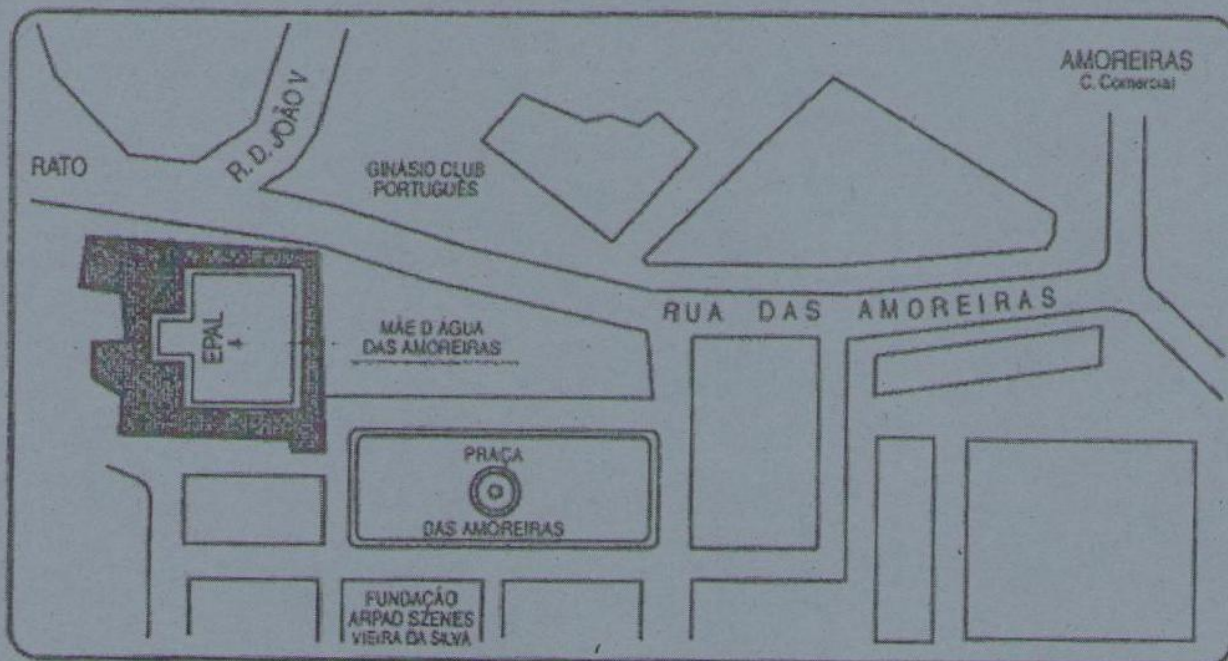 AMOREIRAS
C. Comercial
R. D. JOÃO V
RATO
GINÁSIO CLUB
PORTUGUÊS
RUA DAS AMOREIRAS
EPAL
MÃE D'ÁGUA
DAS AMOREIRAS
PRAÇA
DAS AMOREIRAS
FUNDAÇÃO
ARPAD SZENES
VIEIRA DA SILVA